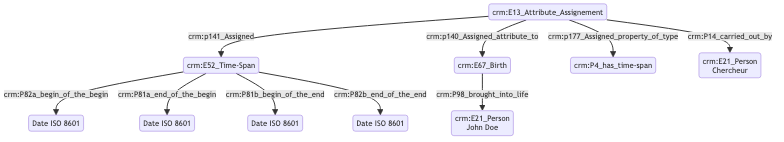 crm:E13_Attribute_Assignement
crm:p141_Assigned
crm:p140_Assigned_attribute_to
crm:p177_Assigned_property_of_type
crm:P14_carried_out_by
crm:E52_Time-Span
crm:E67_Birth
crm:P4_has_time-span
crm:E21_Person
Chercheur
crm:P82a_begin_of_the_begin
crm:P81a_end_of_the_begin
crm:P81b_begin_of_the_end
crm:P82b_end_of_the_end
crm:P98_brought_into_life
Date ISO 8601
Date ISO 8601
Date ISO 8601
Date ISO 8601
crm:E21_Person
John Doe